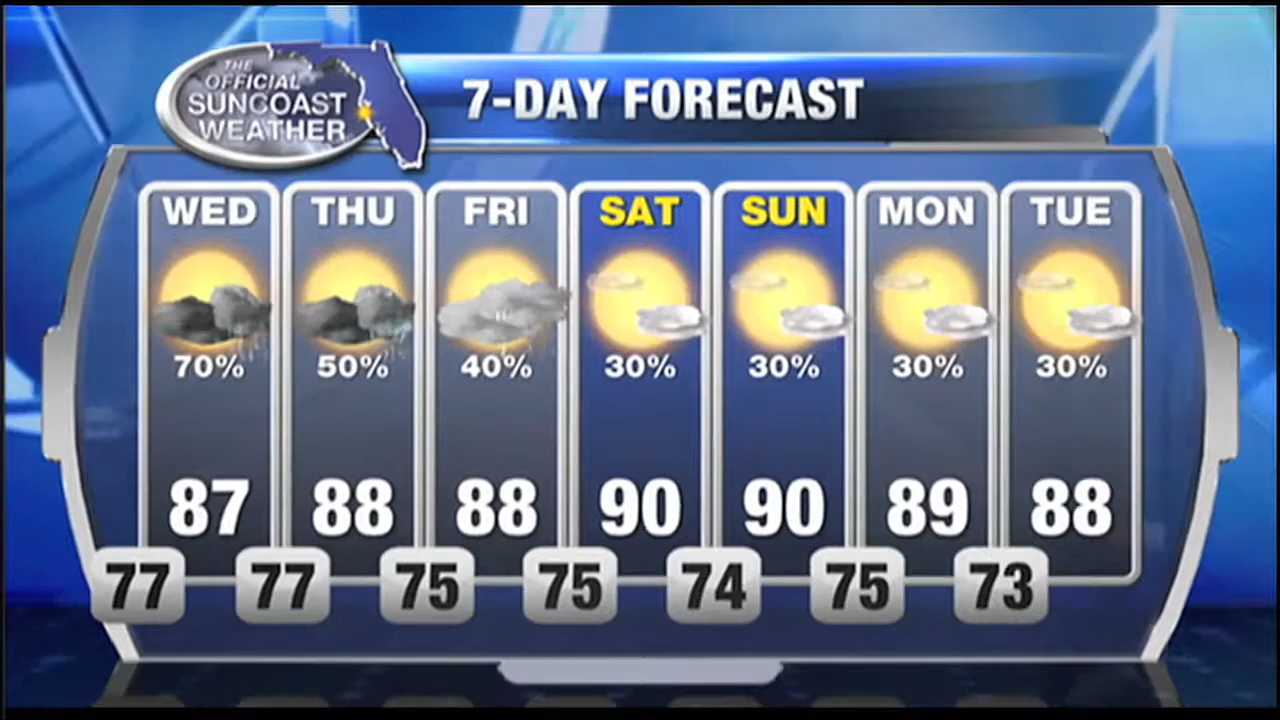 THE
OFFICIAL
SUNCOAST
WEATHER
7-DAY FORECAST
WED THU FRI SAT SUN MON TUE
70% 50% 40% 30% 30% 30% 30%
87 88 88 90 90 89 88
77 77 75 75 74 75 73